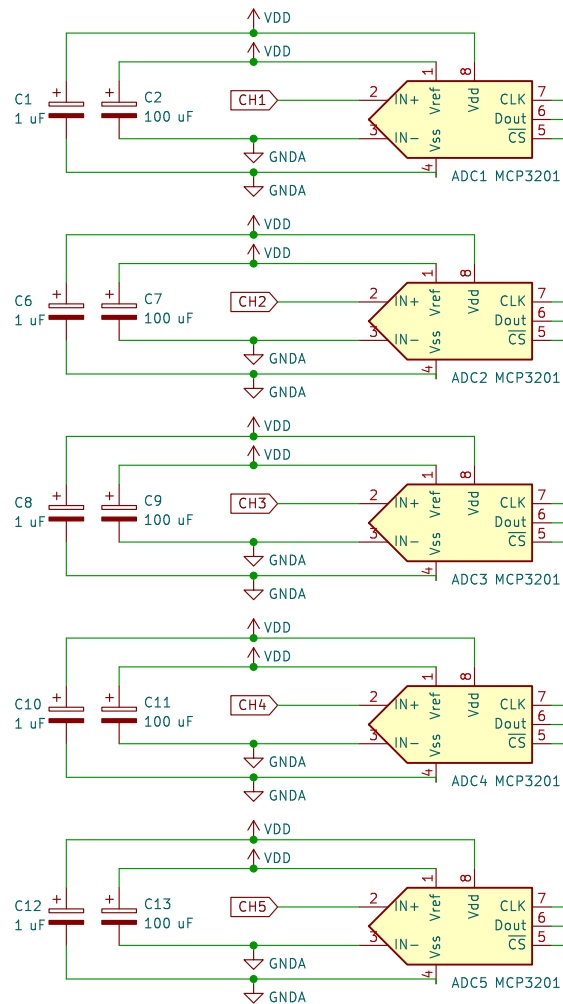 VDD
VDD
C1
1 uF
+
C2
100 uF
+
CH1
2
IN+
3
IN-
1
Vref
8
Vdd
Vss
4
CLK
7
Dout
6
CS
5
GNDA
GNDA
ADC1 MCP3201
VDD
VDD
C6
1 uF
+
C7
100 uF
+
CH2
2
IN+
3
IN-
1
Vref
8
Vdd
Vss
4
CLK
7
Dout
6
CS
5
GNDA
GNDA
ADC2 MCP3201
VDD
VDD
C8
1 uF
+
C9
100 uF
+
CH3
2
IN+
3
IN-
1
Vref
8
Vdd
Vss
4
CLK
7
Dout
6
CS
5
GNDA
GNDA
ADC3 MCP3201
VDD
VDD
C10
1 uF
+
C11
100 uF
+
CH4
2
IN+
3
IN-
1
Vref
8
Vdd
Vss
4
CLK
7
Dout
6
CS
5
GNDA
GNDA
ADC4 MCP3201
VDD
VDD
C12
1 uF
+
C13
100 uF
+
CH5
2
IN+
3
IN-
1
Vref
8
Vdd
Vss
4
CLK
7
Dout
6
CS
5
GNDA
GNDA
ADC5 MCP3201